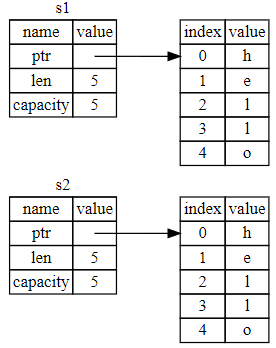 s1
name value
ptr
len 5
capacity 5
index value
0 h
1 e
2 l
3 l
4 o
s2
name value
ptr
len 5
capacity 5
index value
0 h
1 e
2 l
3 l
4 o